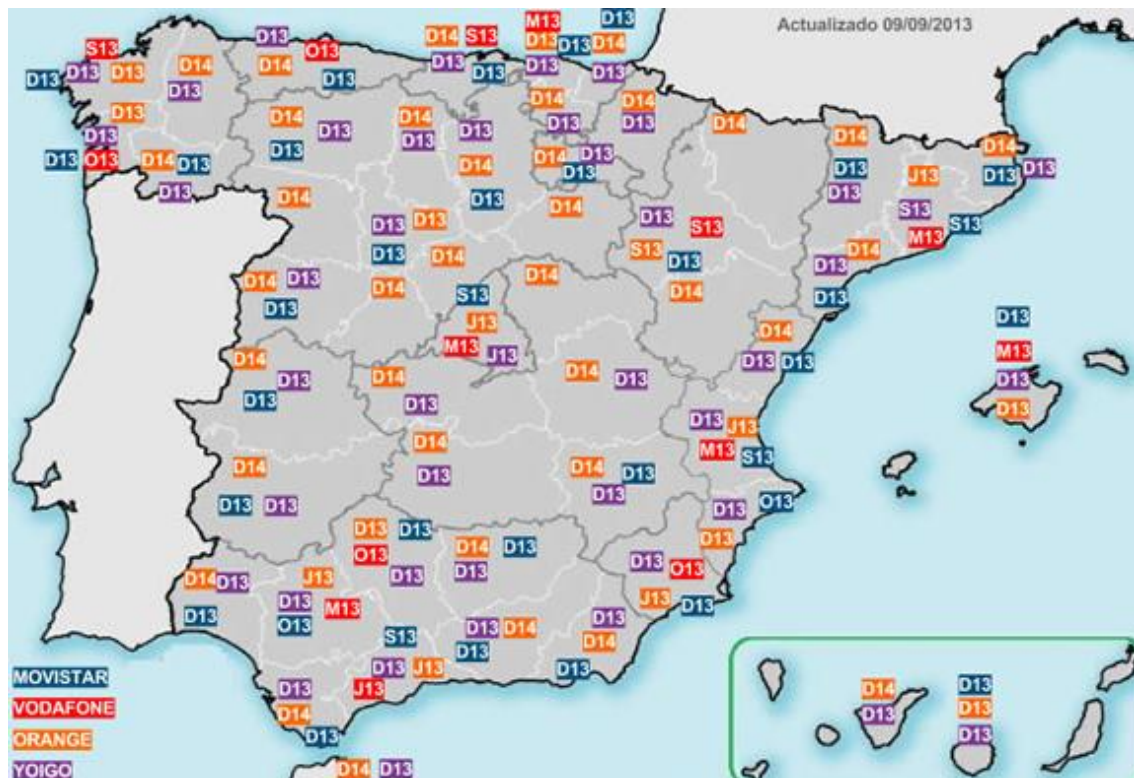 Actualizado 09/09/2013
D13 O13 D14 S13 M13 D13
S13 D13 D13 D14
D13 D13 D13 D14 D14 D13 D13 D13 D13
D13 D13 D13
D13 D14 D14 D14 D14
D13 D13 D13 D13 D13 D13 D14 D14
D13 D14 D14 D13
D13 O13 D14 D13 D13 D14 D13 D13 D14
D13 D14 D13 D14 J13 D13 D13
D13 D13 D13 S13 S13 S13
D13 S13 D13 D14 M13
D14 D13 D14 D14 D13
D13 D14 S13 D14 D13 D13
J13 D14 D13
D14 M13 J13 D13 D13 M13
D13 D14 D14 D13 D13
D13 D13 D13 J13 D13
D14 D14 M13 S13
D13 D13 D13 D14 D13 D13
D13 D13 D14 D13 D13 O13
O13 D13 D13
D14 D13 J13 D13 D13 D13 O13
D13 D13 M13 J13 D13
O13 S13 D13 D14 D13 D14
D13 D13
MOVISTAR D13 J13 D13 J13 D14 D13
VODAFONE D14 D13 D13
ORANGE D13 D13
YOIGO D14 D13